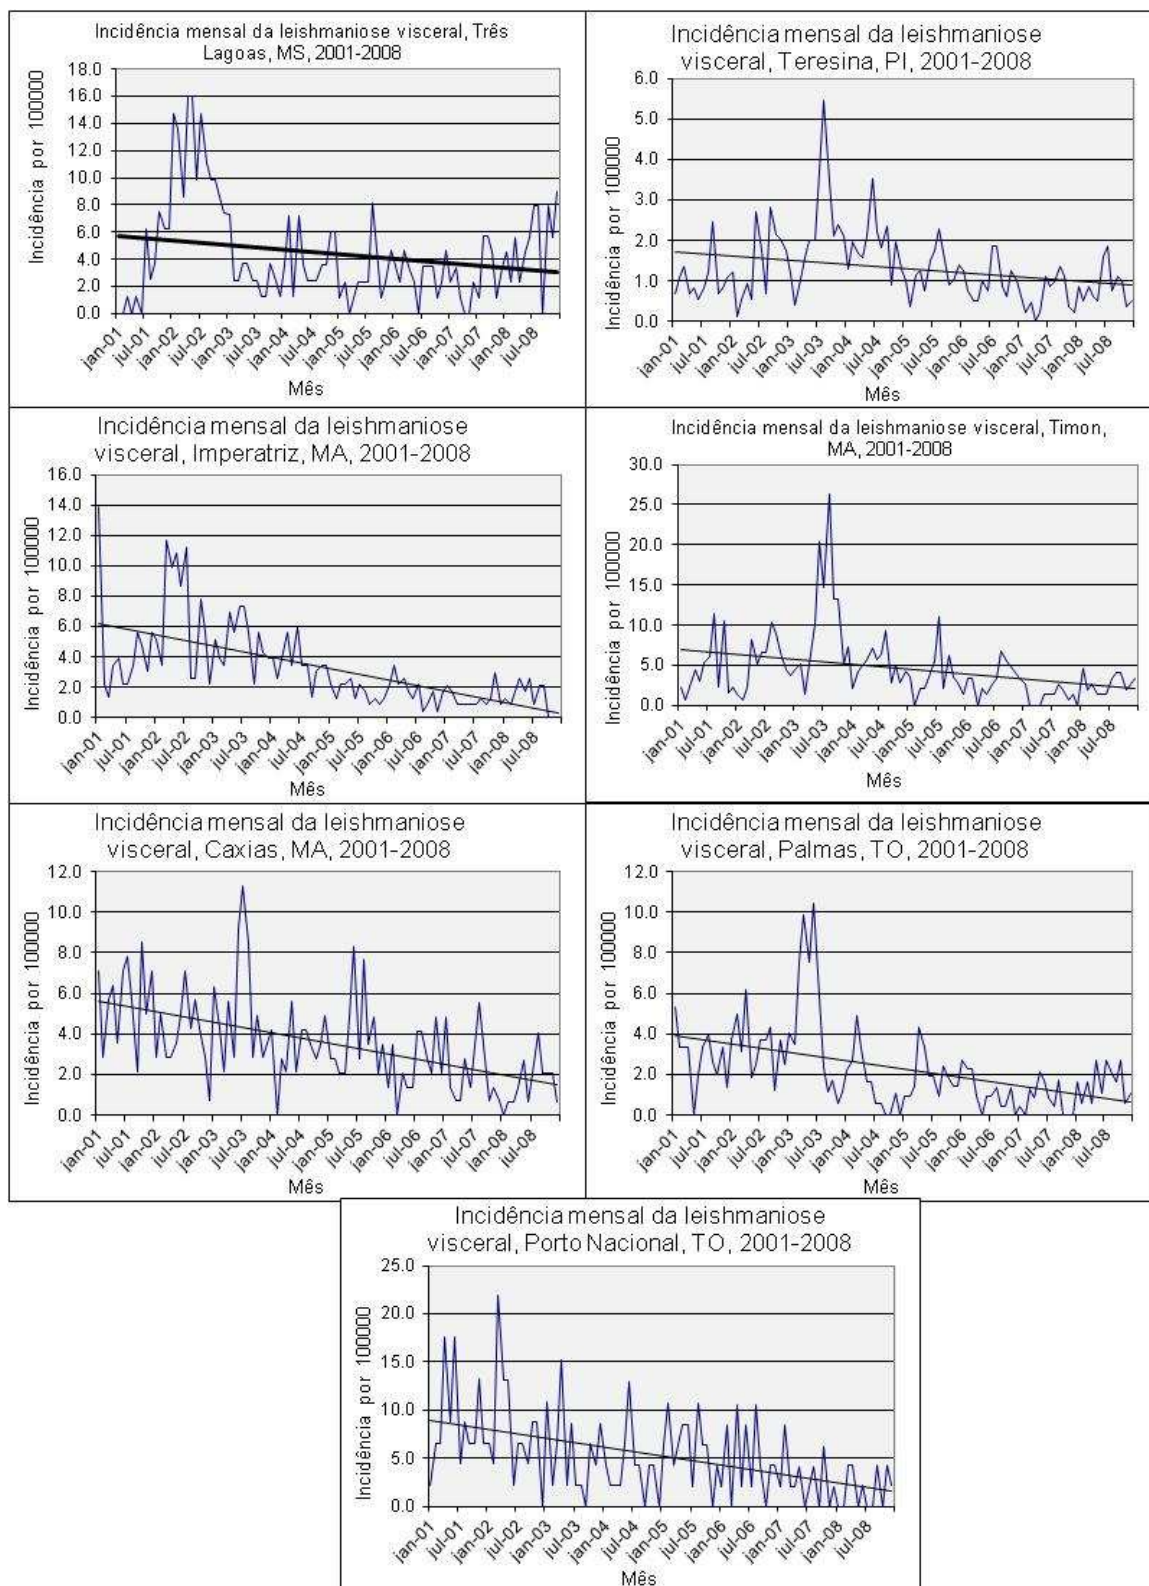 Incidência mensal da leishmaniose visceral, Três
Lagoas, MS, 2001-2008
Incidência por 100000
18.0
16.0
14.0
12.0
10.0
8.0
6.0
4.0
2.0
0.0
jan-01
jul-01
jan-02
jul-02
jan-03
jul-03
jan-04
jul-04
jan-05
jul-05
jan-06
jul-06
jan-07
jul-07
jan-08
jul-08
Mês
Incidência mensal da leishmaniose
visceral, Teresina, PI, 2001-2008
Incidência por 100000
6.0
5.0
4.0
3.0
2.0
1.0
0.0
jan-01
jul-01
jan-02
jul-02
jan-03
jul-03
jan-04
jul-04
jan-05
jul-05
jan-06
jul-06
jan-07
jul-07
jan-08
jul-08
Mês
Incidência mensal da leishmaniose
visceral, Imperatriz, MA, 2001-2008
Incidência por 100000
16.0
14.0
12.0
10.0
8.0
6.0
4.0
2.0
0.0
jan-01
jul-01
jan-02
jul-02
jan-03
jul-03
jan-04
jul-04
jan-05
jul-05
jan-06
jul-06
jan-07
jul-07
jan-08
jul-08
Mês
Incidência mensal da leishmaniose visceral, Timon,
MA, 2001-2008
Incidência por 100000
30.0
25.0
20.0
15.0
10.0
5.0
0.0
jan-01
jul-01
jan-02
jul-02
jan-03
jul-03
jan-04
jul-04
jan-05
jul-05
jan-06
jul-06
jan-07
jul-07
jan-08
jul-08
Mês
Incidência mensal da leishmaniose
visceral, Caxias, MA, 2001-2008
Incidência por 100000
12.0
10.0
8.0
6.0
4.0
2.0
0.0
jan-01
jul-01
jan-02
jul-02
jan-03
jul-03
jan-04
jul-04
jan-05
jul-05
jan-06
jul-06
jan-07
jul-07
jan-08
jul-08
Mês
Incidência mensal da leishmaniose
visceral, Palmas, TO, 2001-2008
Incidência por 100000
12.0
10.0
8.0
6.0
4.0
2.0
0.0
jan-01
jul-01
jan-02
jul-02
jan-03
jul-03
jan-04
jul-04
jan-05
jul-05
jan-06
jul-06
jan-07
jul-07
jan-08
jul-08
Mês
Incidência mensal da leishmaniose
visceral, Porto Nacional, TO, 2001-2008
Incidência por 100000
25.0
20.0
15.0
10.0
5.0
0.0
jan-01
jul-01
jan-02
jul-02
jan-03
jul-03
jan-04
jul-04
jan-05
jul-05
jan-06
jul-06
jan-07
jul-07
jan-08
jul-08
Mês